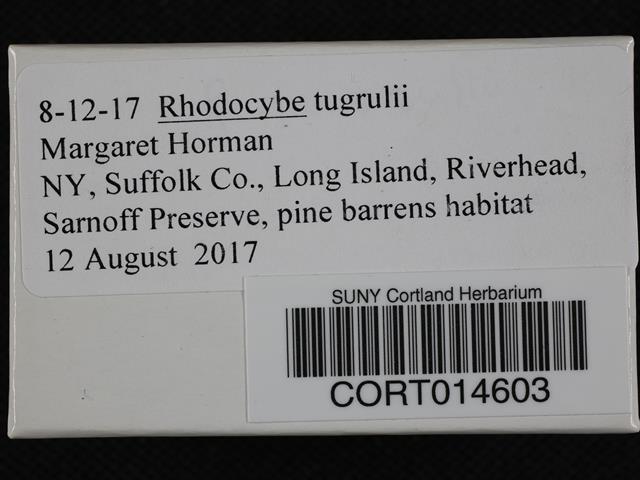 8-12-17 Rhodocybe tugrulii
Margaret Horman
NY, Suffolk Co., Long Island, Riverhead,
Sarnoff Preserve, pine barrens habitat
12 August 2017
SUNY Cortland Herbarium
CORT014603